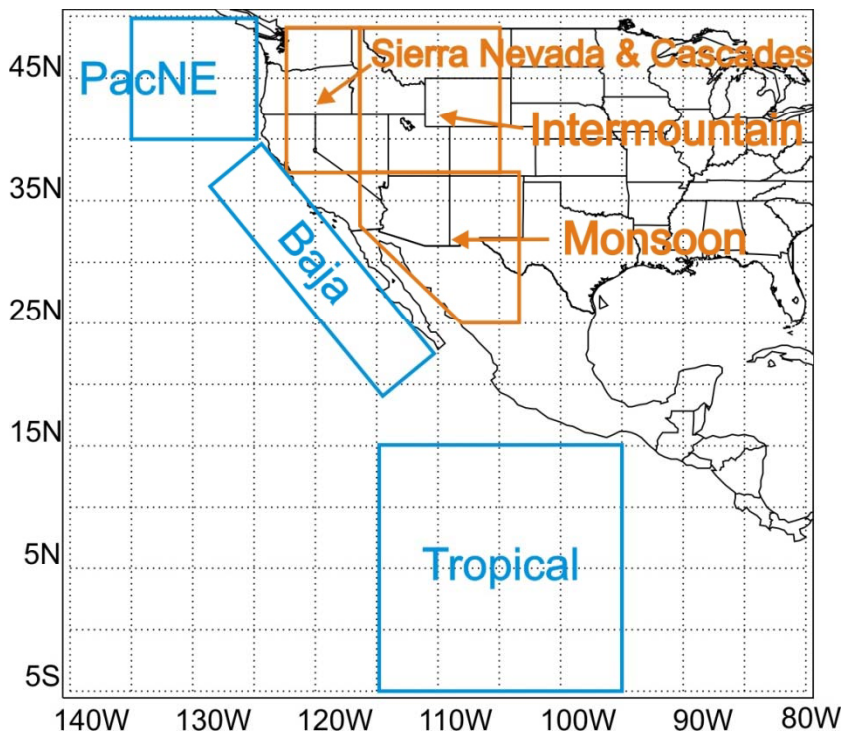 45N
Sierra Nevada & Cascades
PacNE
Intermountain
35N
Monsoon
Baja
25N
15N
5N
Tropical
5S
140W 130W 120W 110W 100W 90W 80W